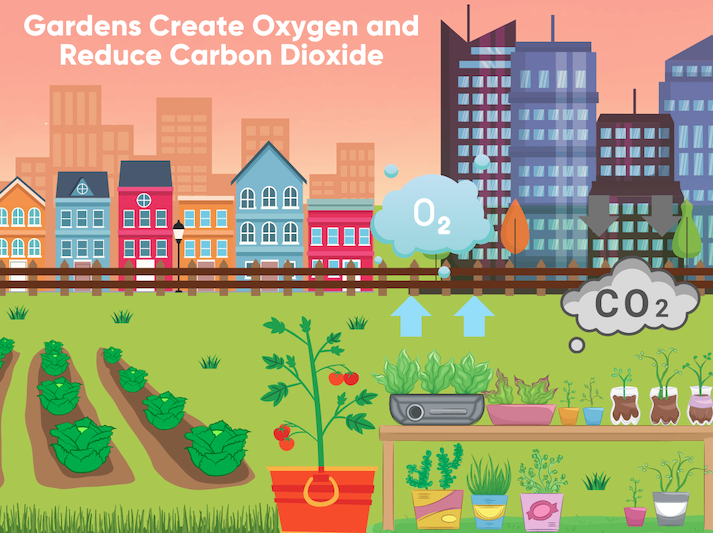 Gardens Create Oxygen and
Reduce Carbon Dioxide
O₂
CO₂